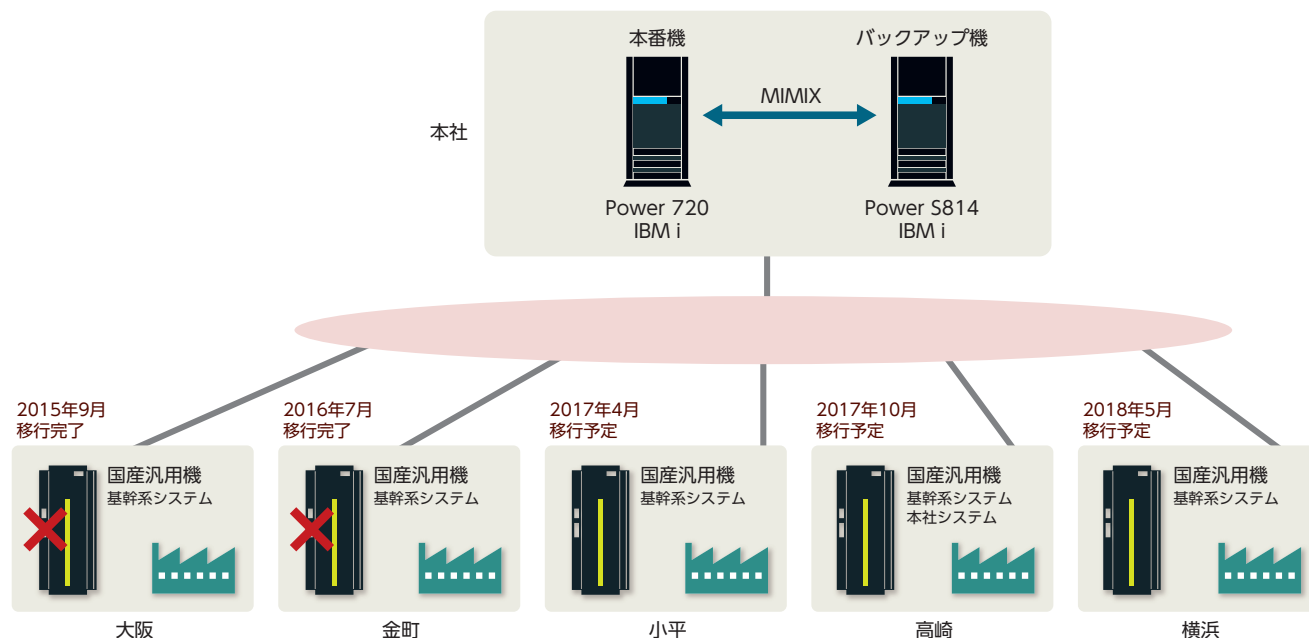 本番機
バックアップ機
MIMIX
本社
Power 720
IBM i
Power S814
IBM i
2015年9月
移行完了
国産汎用機
基幹系システム
大阪
2016年7月
移行完了
国産汎用機
基幹系システム
金町
2017年4月
移行予定
国産汎用機
基幹系システム
小平
2017年10月
移行予定
国産汎用機
基幹系システム
本社システム
高崎
2018年5月
移行予定
国産汎用機
基幹系システム
横浜